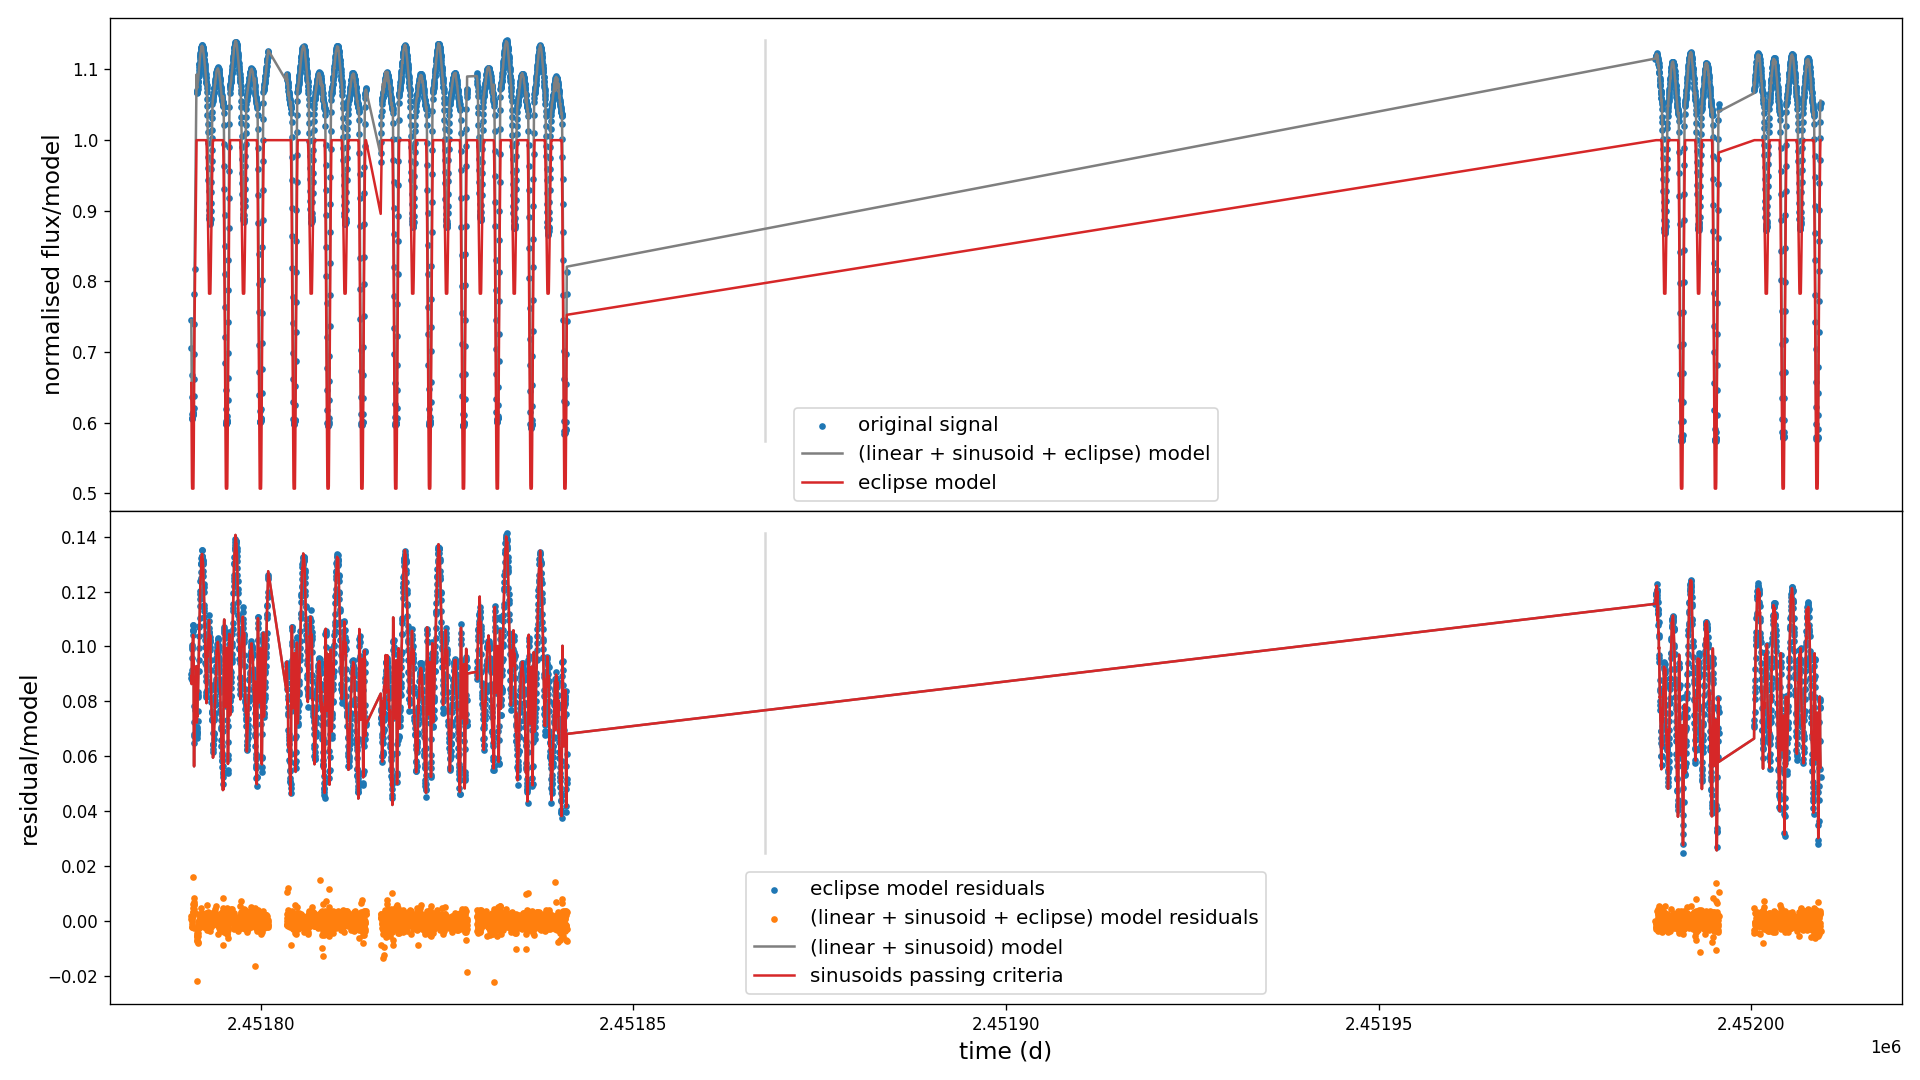 normalised flux/model
1.1
1.0
0.9
0.8
0.7
0.6
0.5
original signal
(linear + sinusoid + eclipse) model
eclipse model
residual/model
0.14
0.12
0.10
0.08
0.06
0.04
0.02
0.00
−0.02
eclipse model residuals
(linear + sinusoid + eclipse) model residuals
(linear + sinusoid) model
sinusoids passing criteria
2.45180
2.45185
2.45190
2.45195
2.45200
time (d)
1e6